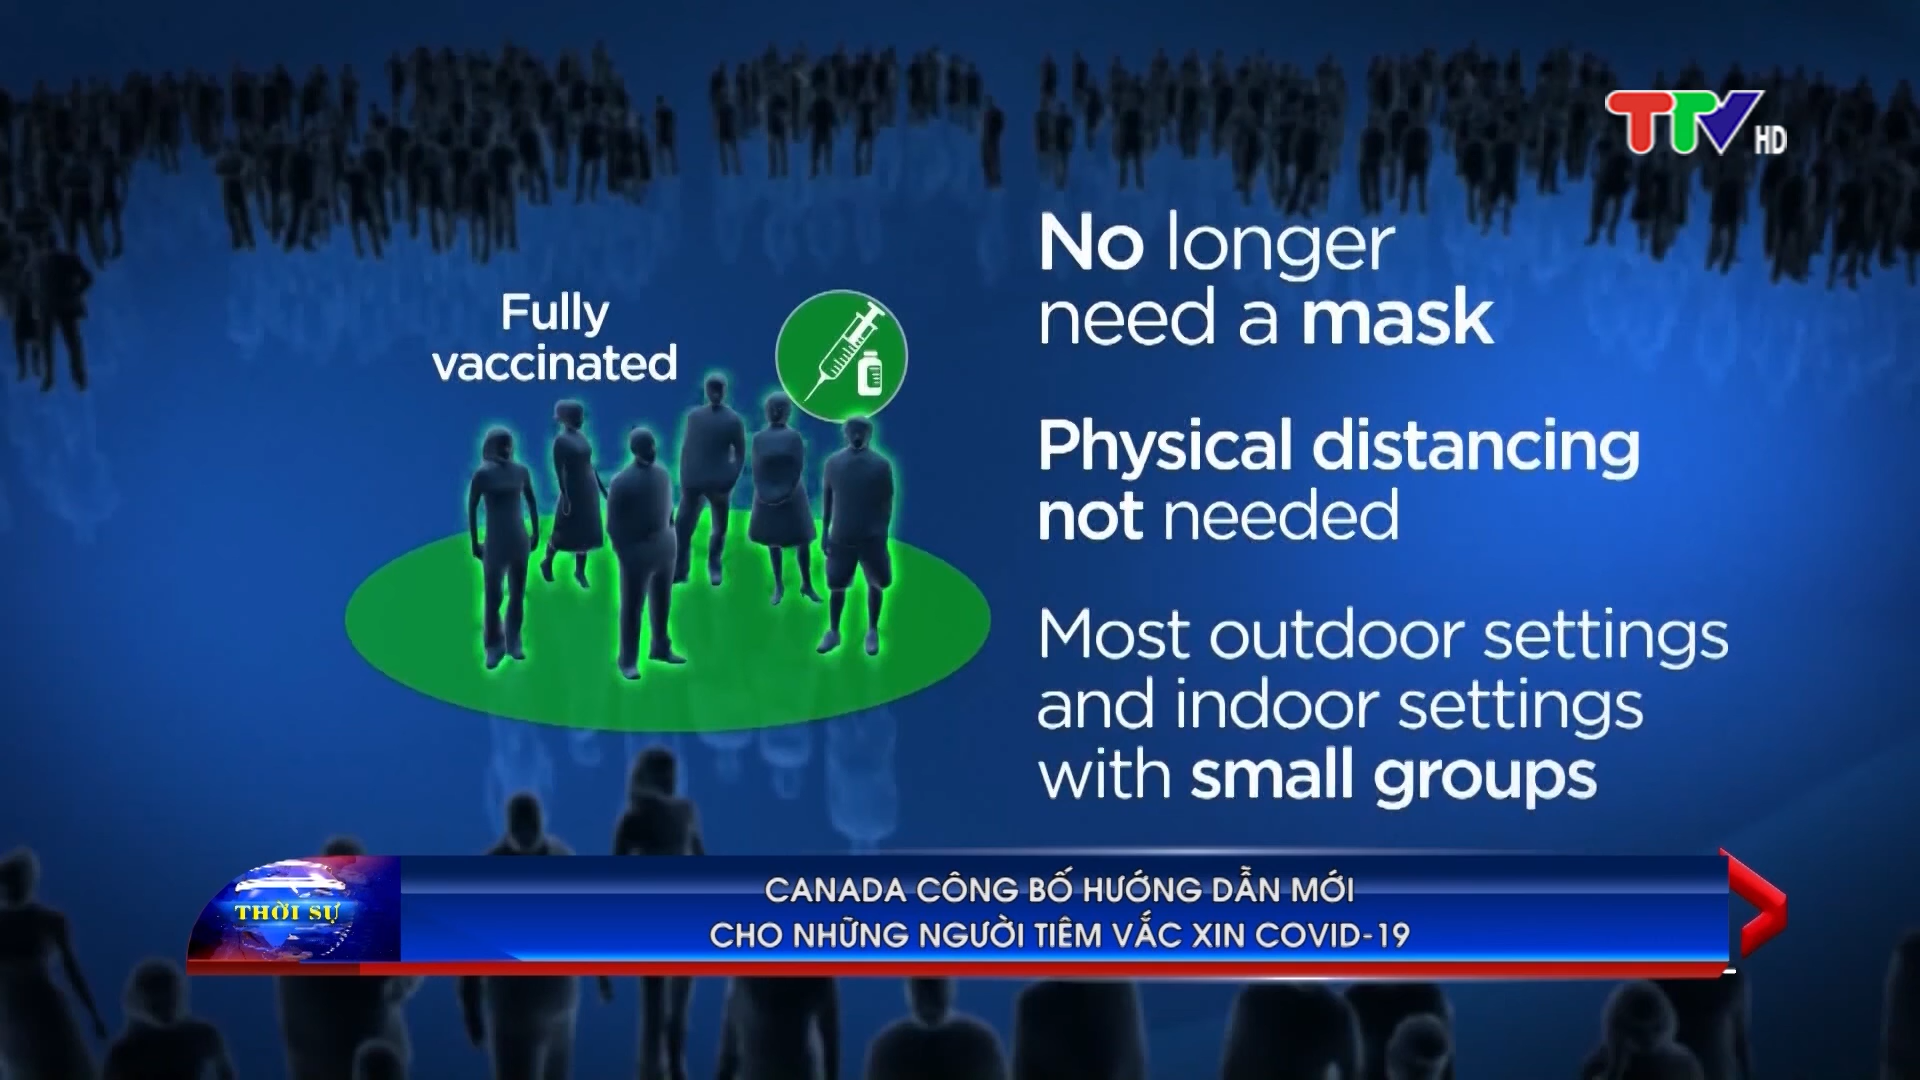 TTV HD
No longer
need a mask
Fully
vaccinated
Physical distancing
not needed
Most outdoor settings
and indoor settings
with small groups
THỜI SỰ
CANADA CÔNG BỐ HƯỚNG DẪN MỚI
CHO NHỮNG NGƯỜI TIÊM VẮC XIN COVID-19